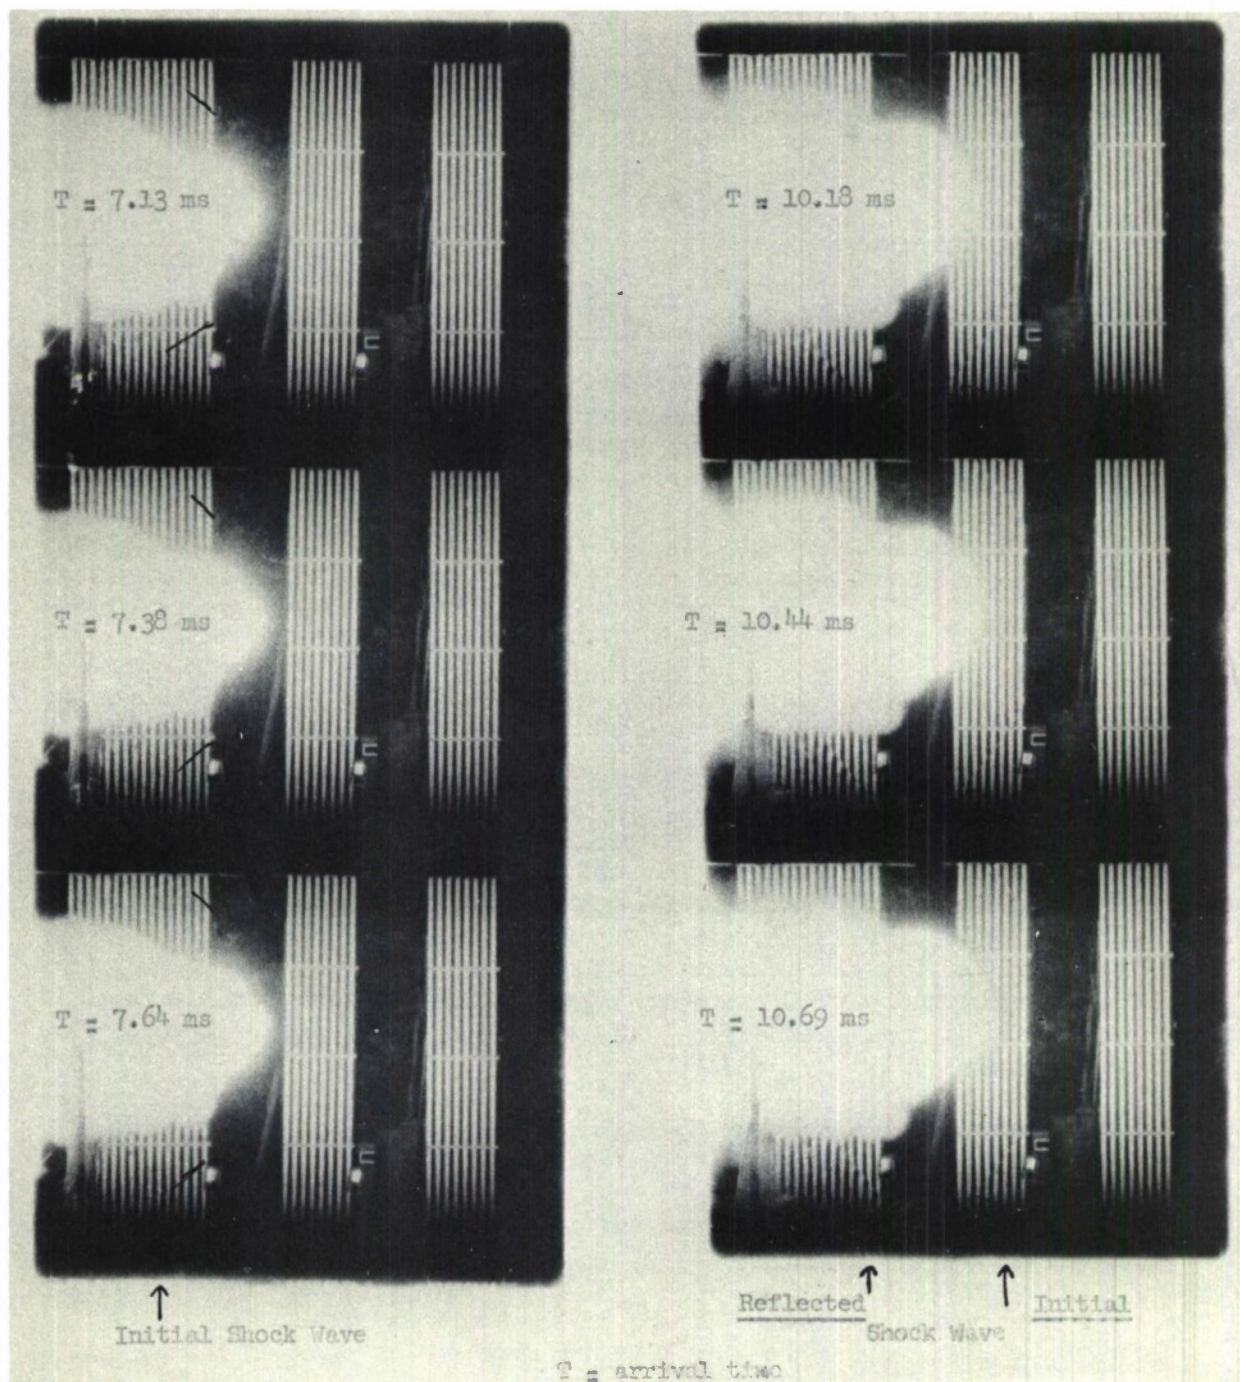 T = 7.13 ms
T = 7.38 ms
T = 7.64 ms
Initial Shock Wave
T = 10.18 ms
T = 10.44 ms
T = 10.69 ms
Reflected Initial
Shock Wave
T = arrival time